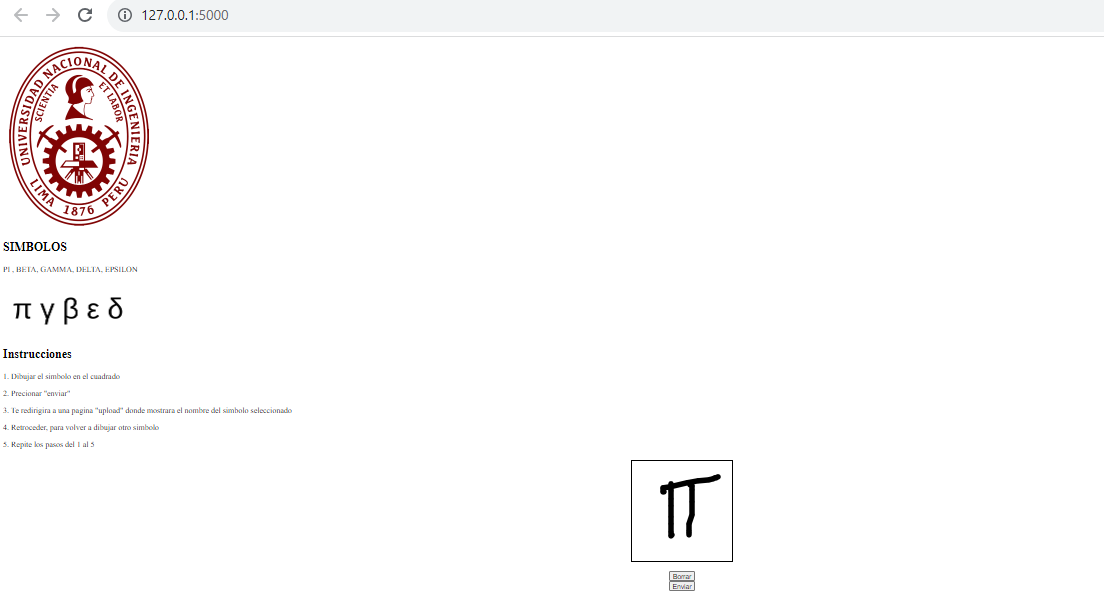 127.0.0.1:5000
UNIVERSIDAD NACIONAL DE INGENIERIA
SCIENTIA ET LABOR
LIMA 1876 PERU
SIMBOLOS
PI , BETA, GAMMA, DELTA, EPSILON
π γ β ε δ
Instrucciones
1. Dibujar el simbolo en el cuadrado
2. Precionar "enviar"
3. Te redirigira a una pagina "upload" donde mostrara el nombre del simbolo seleccionado
4. Retroceder, para volver a dibujar otro simbolo
5. Repite los pasos del 1 al 5
π
Borrar
Enviar